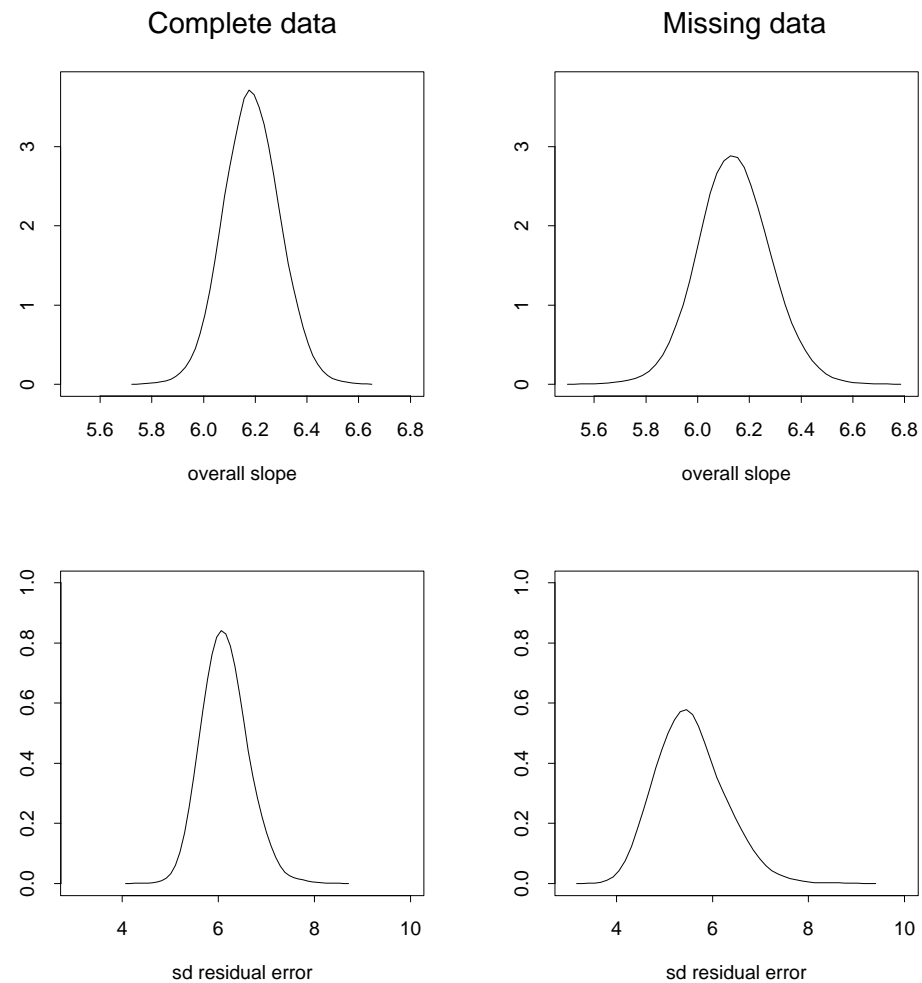 Complete data
Missing data
3
2
1
0
5.6 5.8 6.0 6.2 6.4 6.6 6.8
overall slope
3
2
1
0
5.6 5.8 6.0 6.2 6.4 6.6 6.8
overall slope
1.0
0.8
0.6
0.4
0.2
0.0
4 6 8 10
sd residual error
1.0
0.8
0.6
0.4
0.2
0.0
4 6 8 10
sd residual error